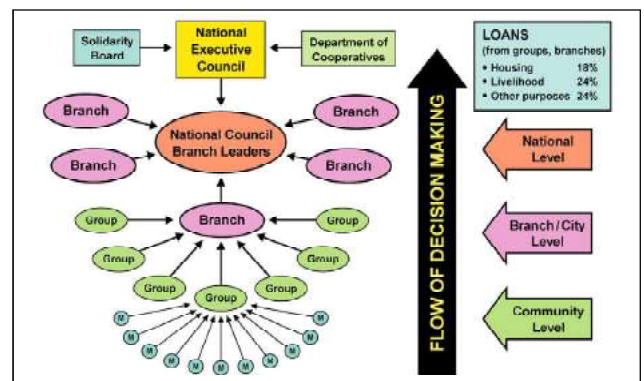 Solidarity
Board
National
Executive
Council
Department of
Cooperatives
Branch
Branch
National Council
Branch Leaders
Branch
Branch
Group
Branch
Group
Group
Group
Group
Group
Group
M
M
M
M
M
M
M
M
M
M
FLOW OF DECISION MAKING
LOANS
(from groups, branches)
• Housing 18%
• Livelihood 24%
• Other purposes 24%
National
Level
Branch/City
Level
Community
Level